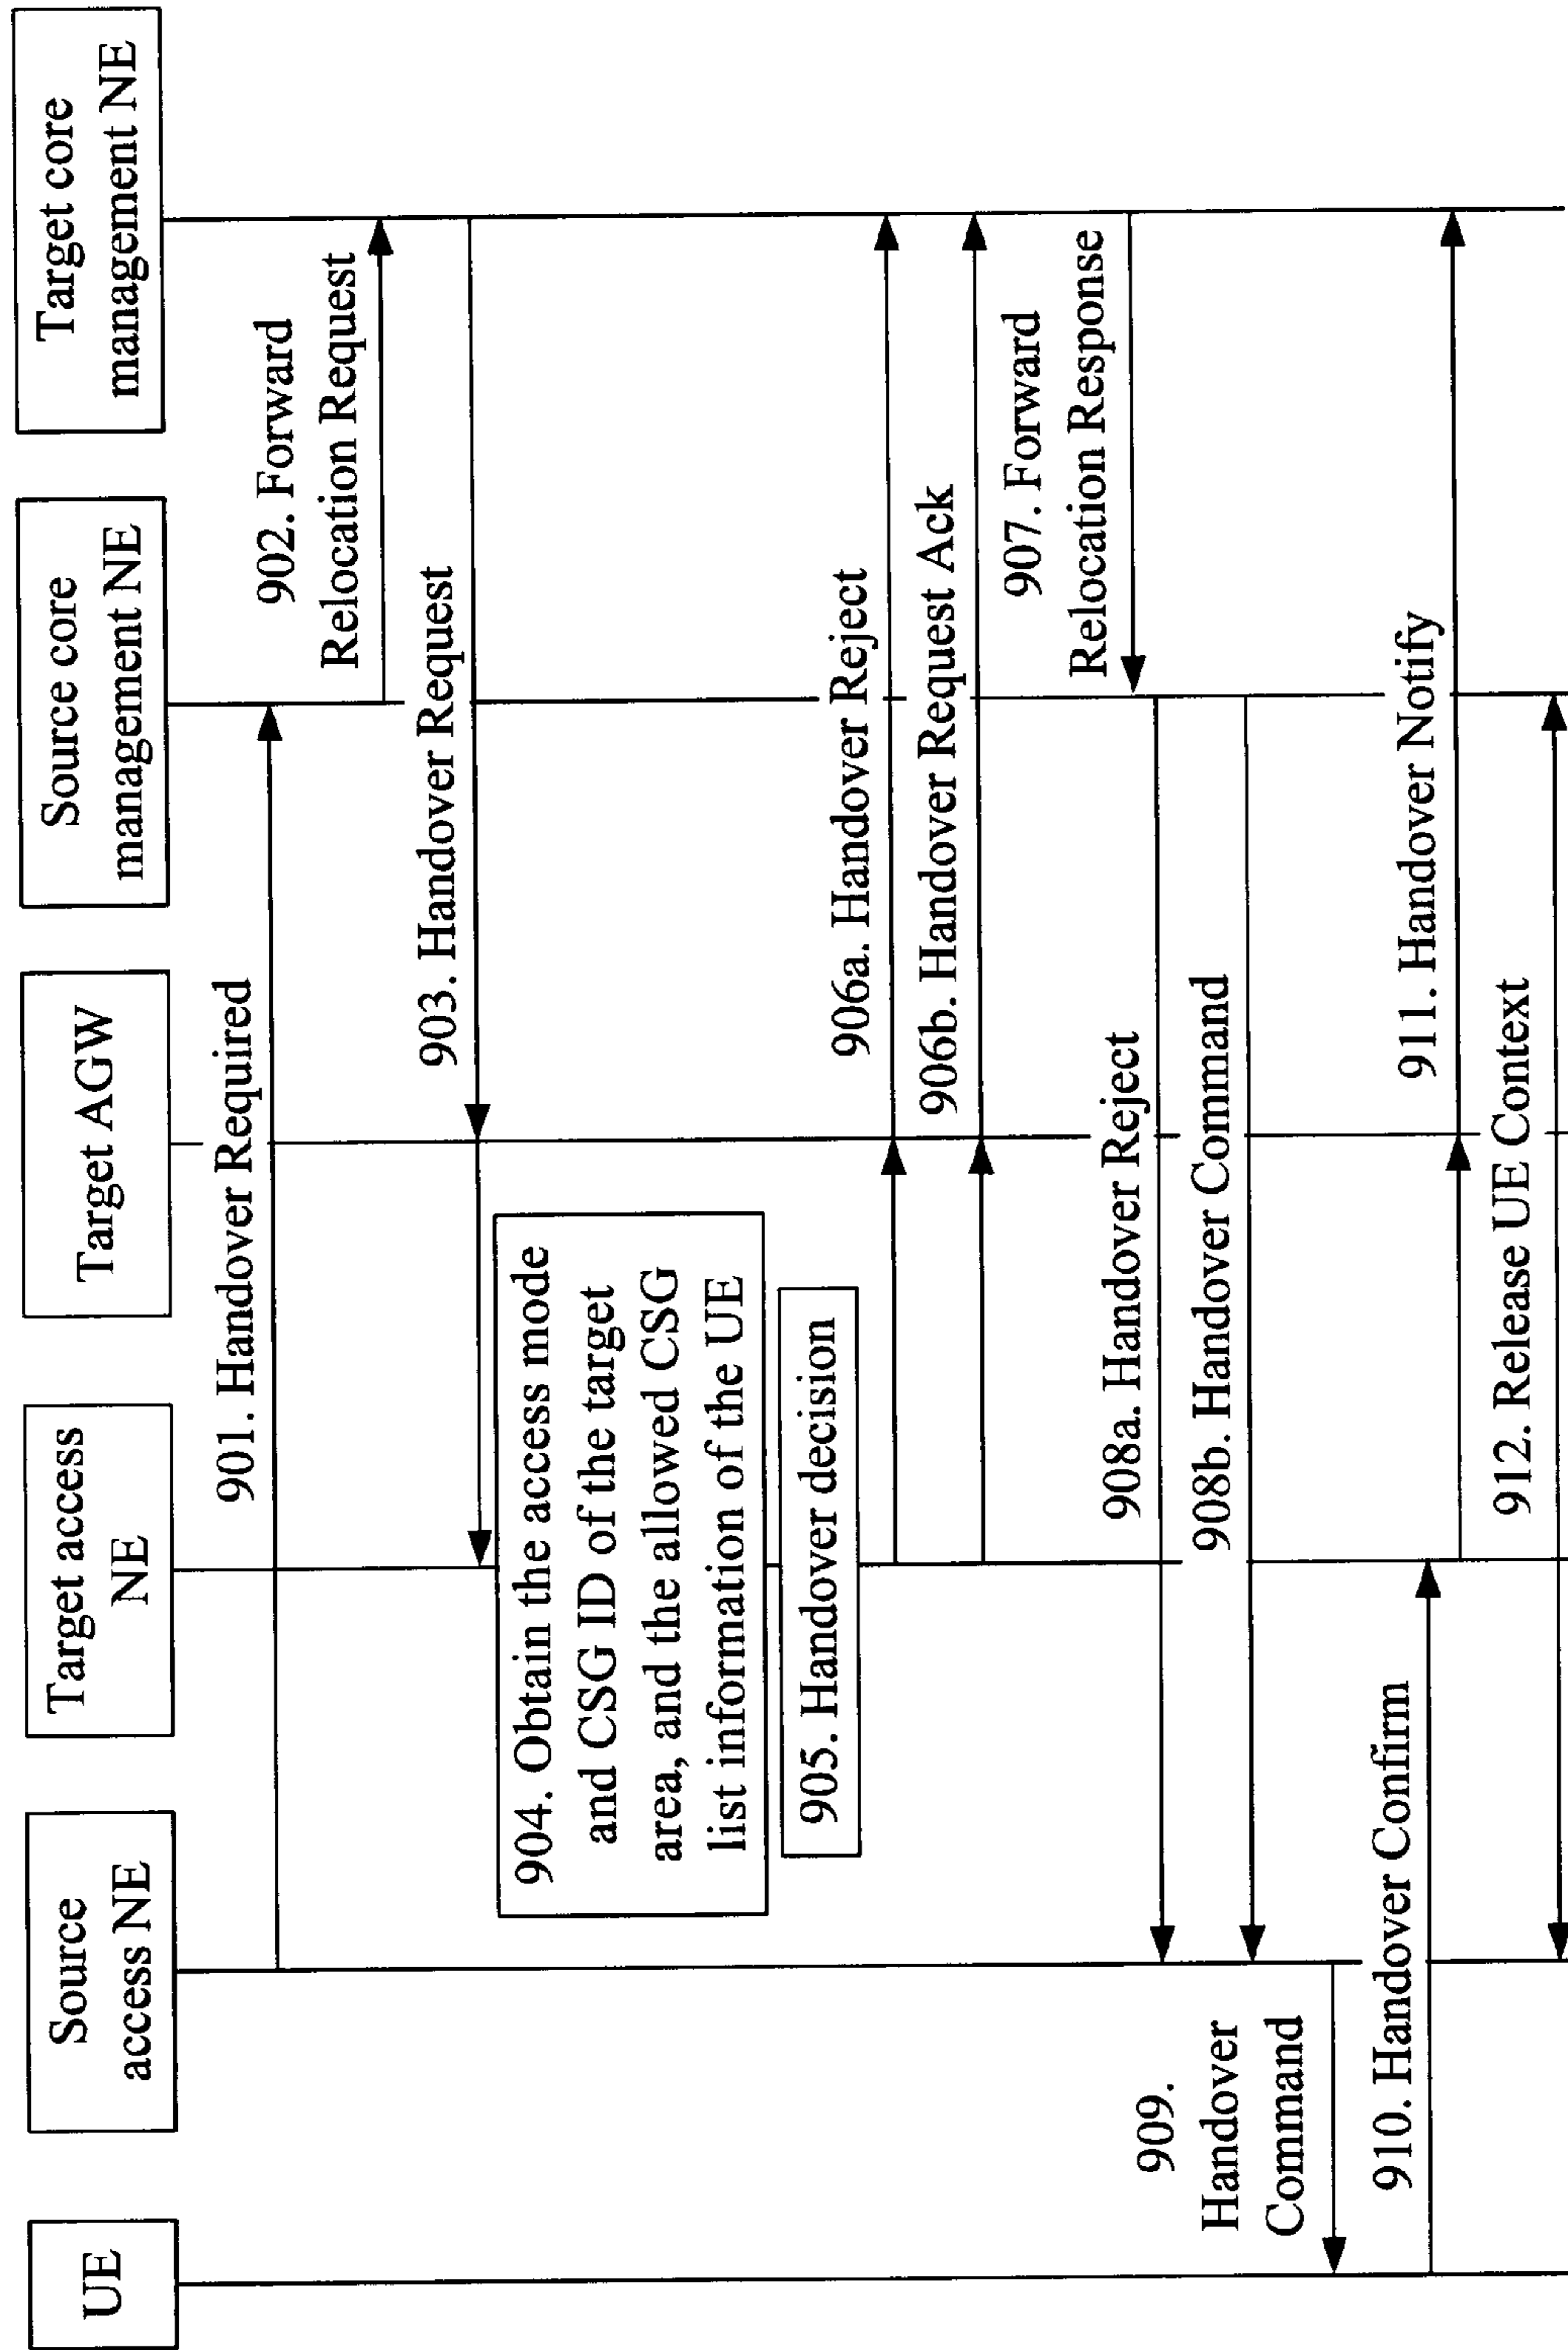 UE
Source
access NE
Target access
NE
Target AGW
Source core
management NE
Target core
management NE
901. Handover Required
902. Forward
Relocation Request
903. Handover Request
904. Obtain the access mode
and CSG ID of the target
area, and the allowed CSG
list information of the UE
905. Handover decision
906a. Handover Reject
906b. Handover Request Ack
907. Forward
Relocation Response
908a. Handover Reject
908b. Handover Command
909.
Handover
Command
910. Handover Confirm
911. Handover Notify
912. Release UE Context